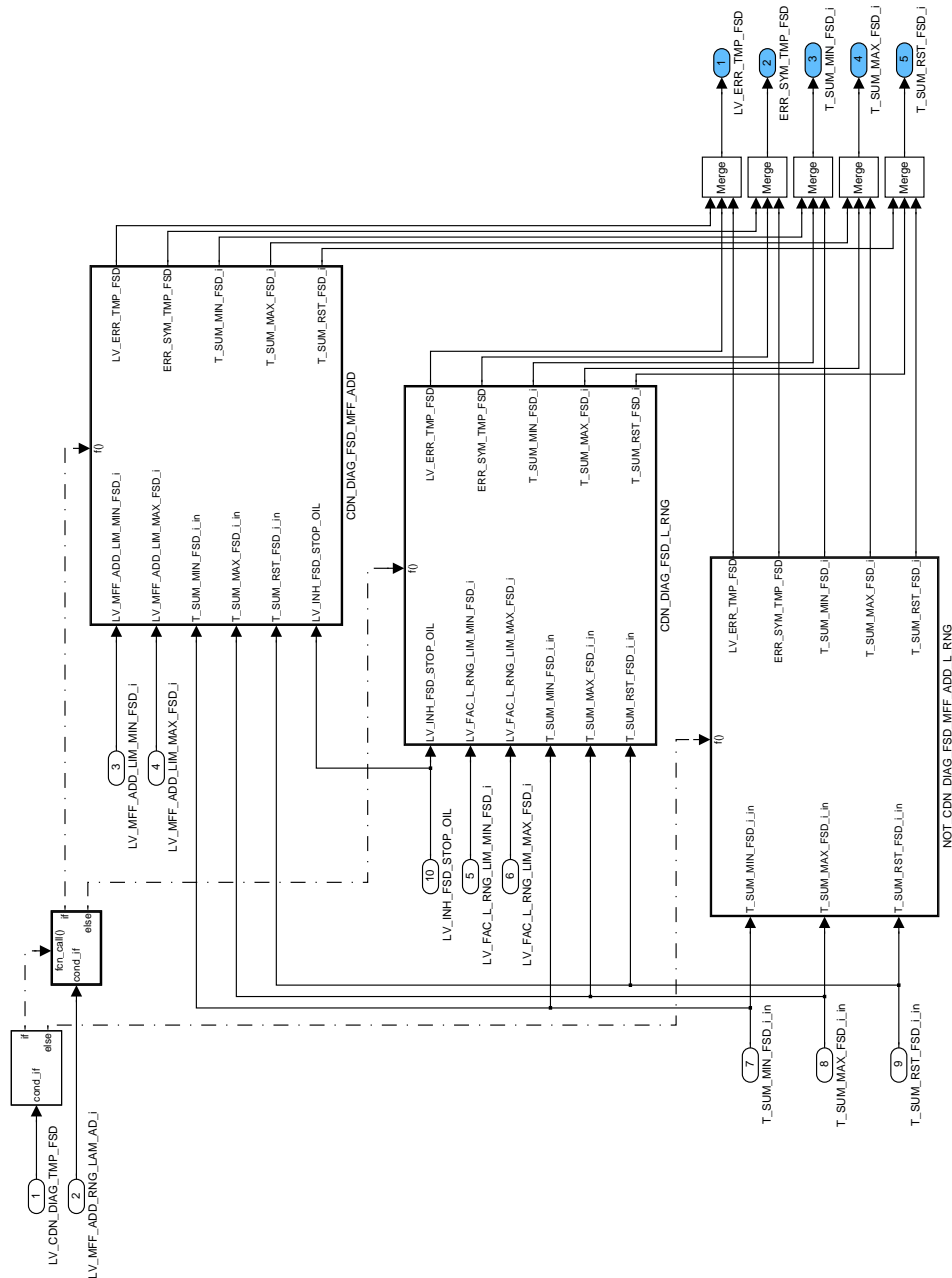 1
LV_CDN_DIAG_TMP_FSD
2
LV_MFF_ADD_RNG_LAM_AD_i
cond_if
if
else
fcn_call()
cond_if
if
else
3
LV_MFF_ADD_LIM_MIN_FSD_i
4
LV_MFF_ADD_LIM_MAX_FSD_i
f()
LV_MFF_ADD_LIM_MIN_FSD_i
LV_MFF_ADD_LIM_MAX_FSD_i
T_SUM_MIN_FSD_i_in
T_SUM_MAX_FSD_i_in
T_SUM_RST_FSD_i_in
LV_INH_FSD_STOP_OIL
LV_ERR_TMP_FSD
ERR_SYM_TMP_FSD
T_SUM_MIN_FSD_i
T_SUM_MAX_FSD_i
T_SUM_RST_FSD_i
CDN_DIAG_FSD_MFF_ADD
10
LV_INH_FSD_STOP_OIL
5
LV_FAC_L_RNG_LIM_MIN_FSD_i
6
LV_FAC_L_RNG_LIM_MAX_FSD_i
f()
LV_INH_FSD_STOP_OIL
LV_FAC_L_RNG_LIM_MIN_FSD_i
LV_FAC_L_RNG_LIM_MAX_FSD_i
T_SUM_MIN_FSD_i_in
T_SUM_MAX_FSD_i_in
T_SUM_RST_FSD_i_in
LV_ERR_TMP_FSD
ERR_SYM_TMP_FSD
T_SUM_MIN_FSD_i
T_SUM_MAX_FSD_i
T_SUM_RST_FSD_i
CDN_DIAG_FSD_L_RNG
7
T_SUM_MIN_FSD_i_in
8
T_SUM_MAX_FSD_i_in
9
T_SUM_RST_FSD_i_in
f()
T_SUM_MIN_FSD_i_in
T_SUM_MAX_FSD_i_in
T_SUM_RST_FSD_i_in
LV_ERR_TMP_FSD
ERR_SYM_TMP_FSD
T_SUM_MIN_FSD_i
T_SUM_MAX_FSD_i
T_SUM_RST_FSD_i
NOT_CDN_DIAG_FSD_MFF_ADD_L_RNG
Merge
Merge
Merge
Merge
Merge
1
LV_ERR_TMP_FSD
2
ERR_SYM_TMP_FSD
3
T_SUM_MIN_FSD_i
4
T_SUM_MAX_FSD_i
5
T_SUM_RST_FSD_i